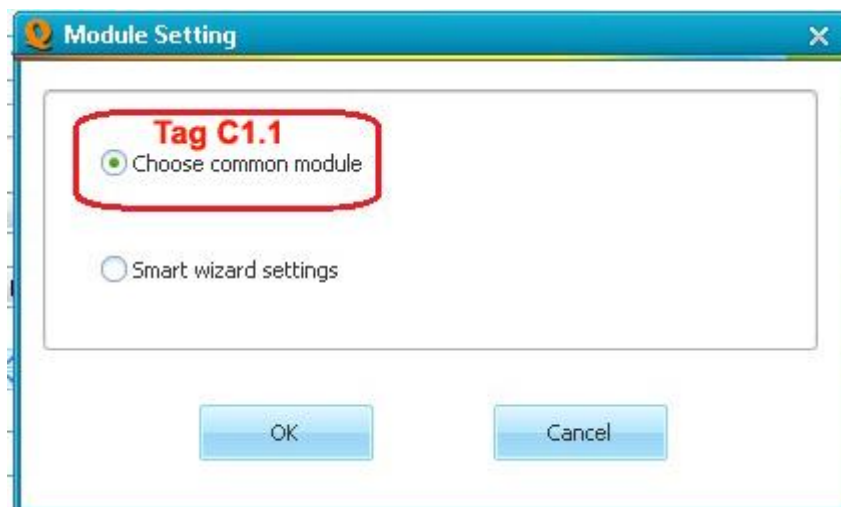 Module Setting
Tag C1.1
Choose common module
Smart wizard settings
OK
Cancel